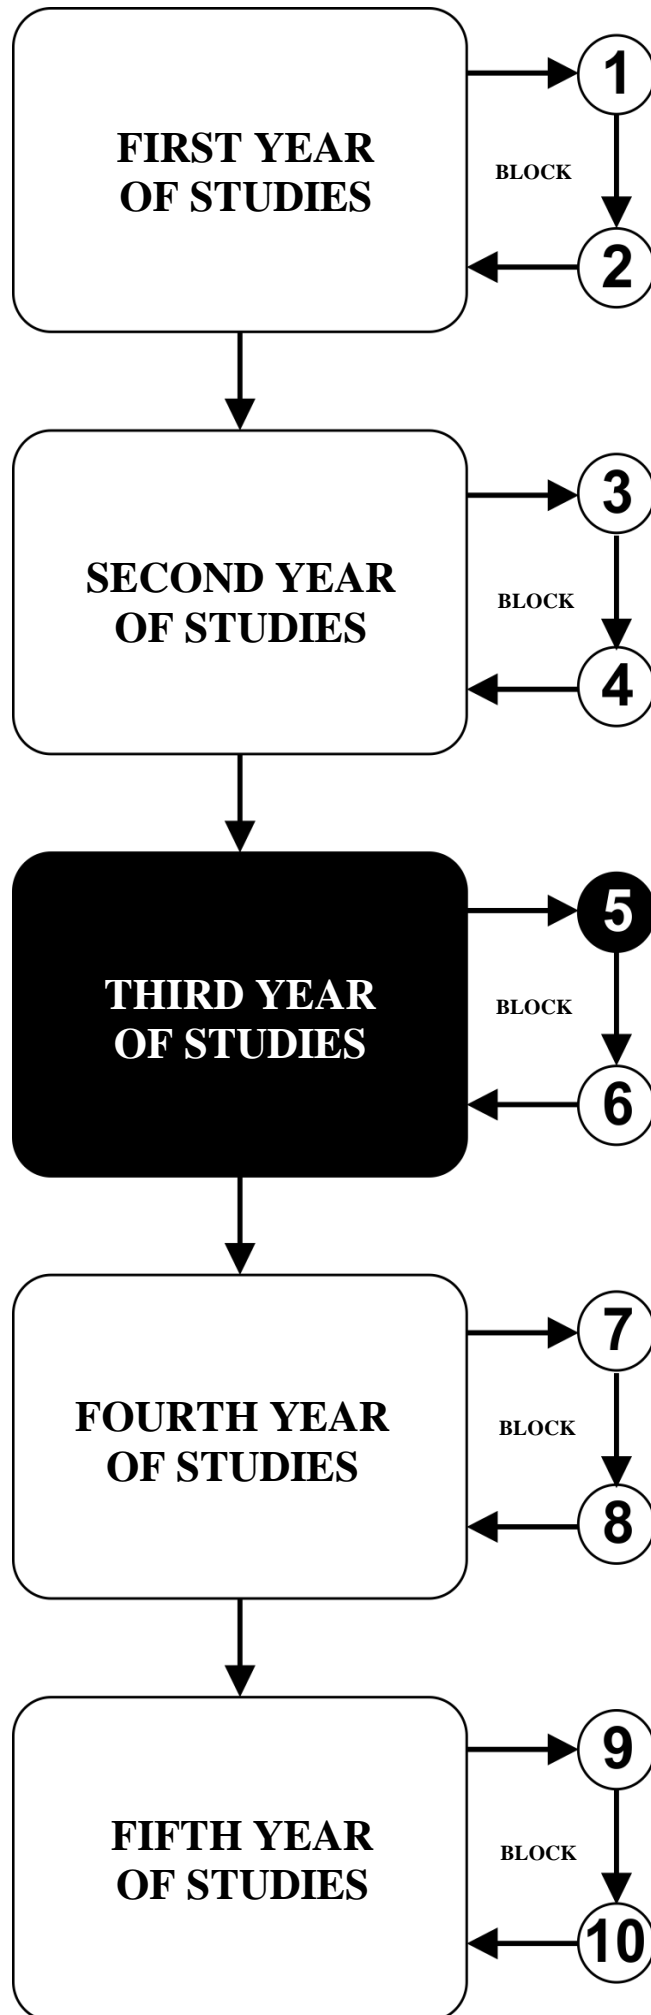 FIRST YEAR
OF STUDIES
1
BLOCK
2
SECOND YEAR
OF STUDIES
3
BLOCK
4
THIRD YEAR
OF STUDIES
5
BLOCK
6
FOURTH YEAR
OF STUDIES
7
BLOCK
8
FIFTH YEAR
OF STUDIES
9
BLOCK
10